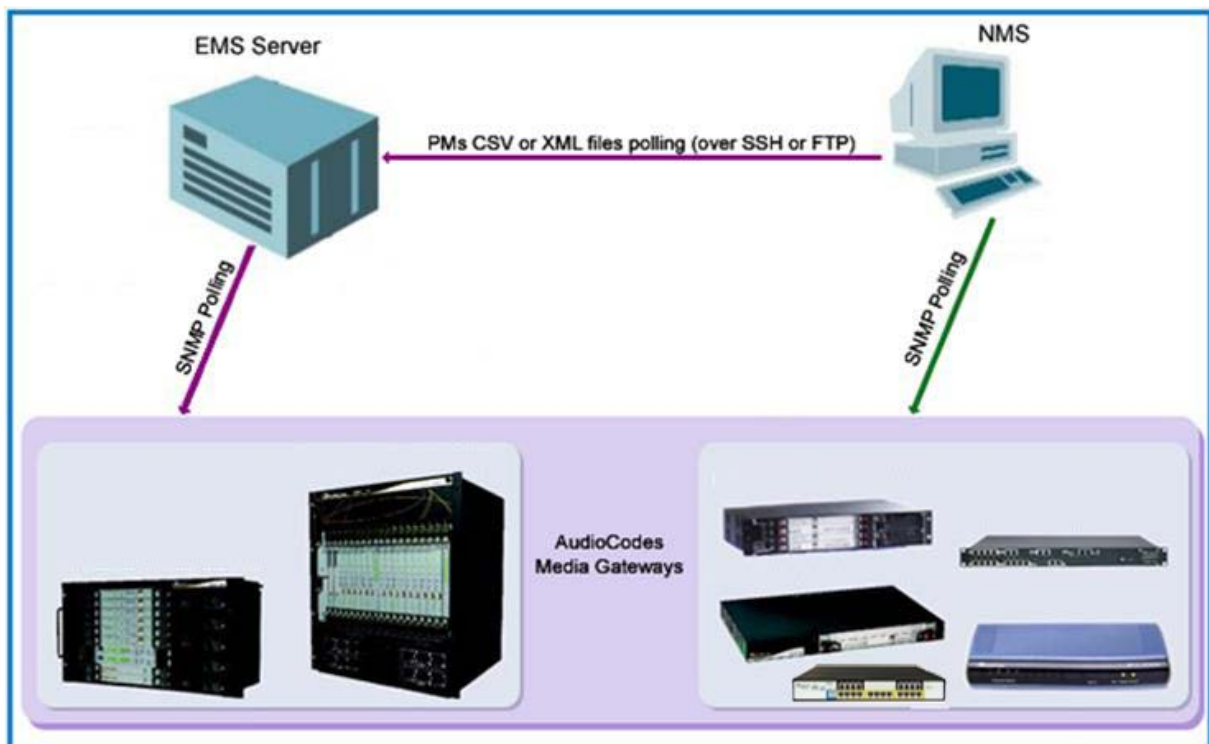 EMS Server
NMS
PMs CSV or XML files polling (over SSH or FTP)
SNMP Polling
SNMP Polling
AudioCodes
Media Gateways